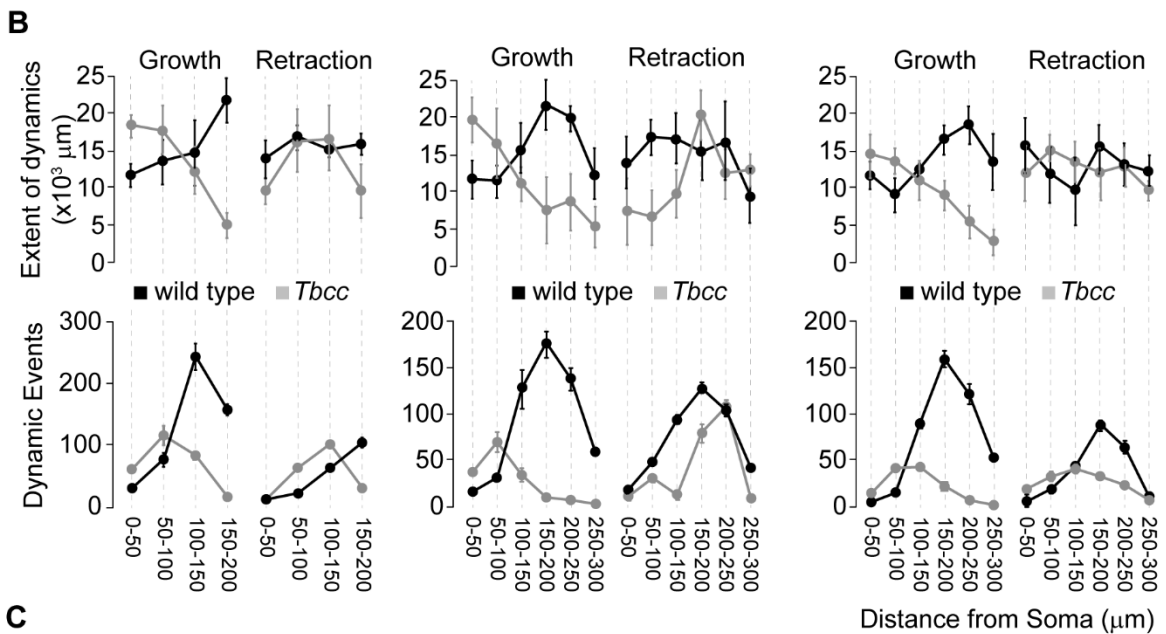 B
Growth Retraction Growth Retraction Growth Retraction
Extent of dynamics
(x10³ μm)
25 20 15 10 5 0
25 20 15 10 5 0
25 20 15 10 5 0
wild type Tbcc wild type Tbcc wild type Tbcc
Dynamic Events
300 200 100 0
200 150 100 50 0
200 150 100 50 0
0-50 50-100 100-150 150-200 0-50 50-100 100-150 150-200
0-50 50-100 100-150 150-200 200-250 250-300 0-50 50-100 100-150 150-200 200-250 250-300
0-50 50-100 100-150 150-200 200-250 250-300 0-50 50-100 100-150 150-200 200-250 250-300
C
Distance from Soma (μm)